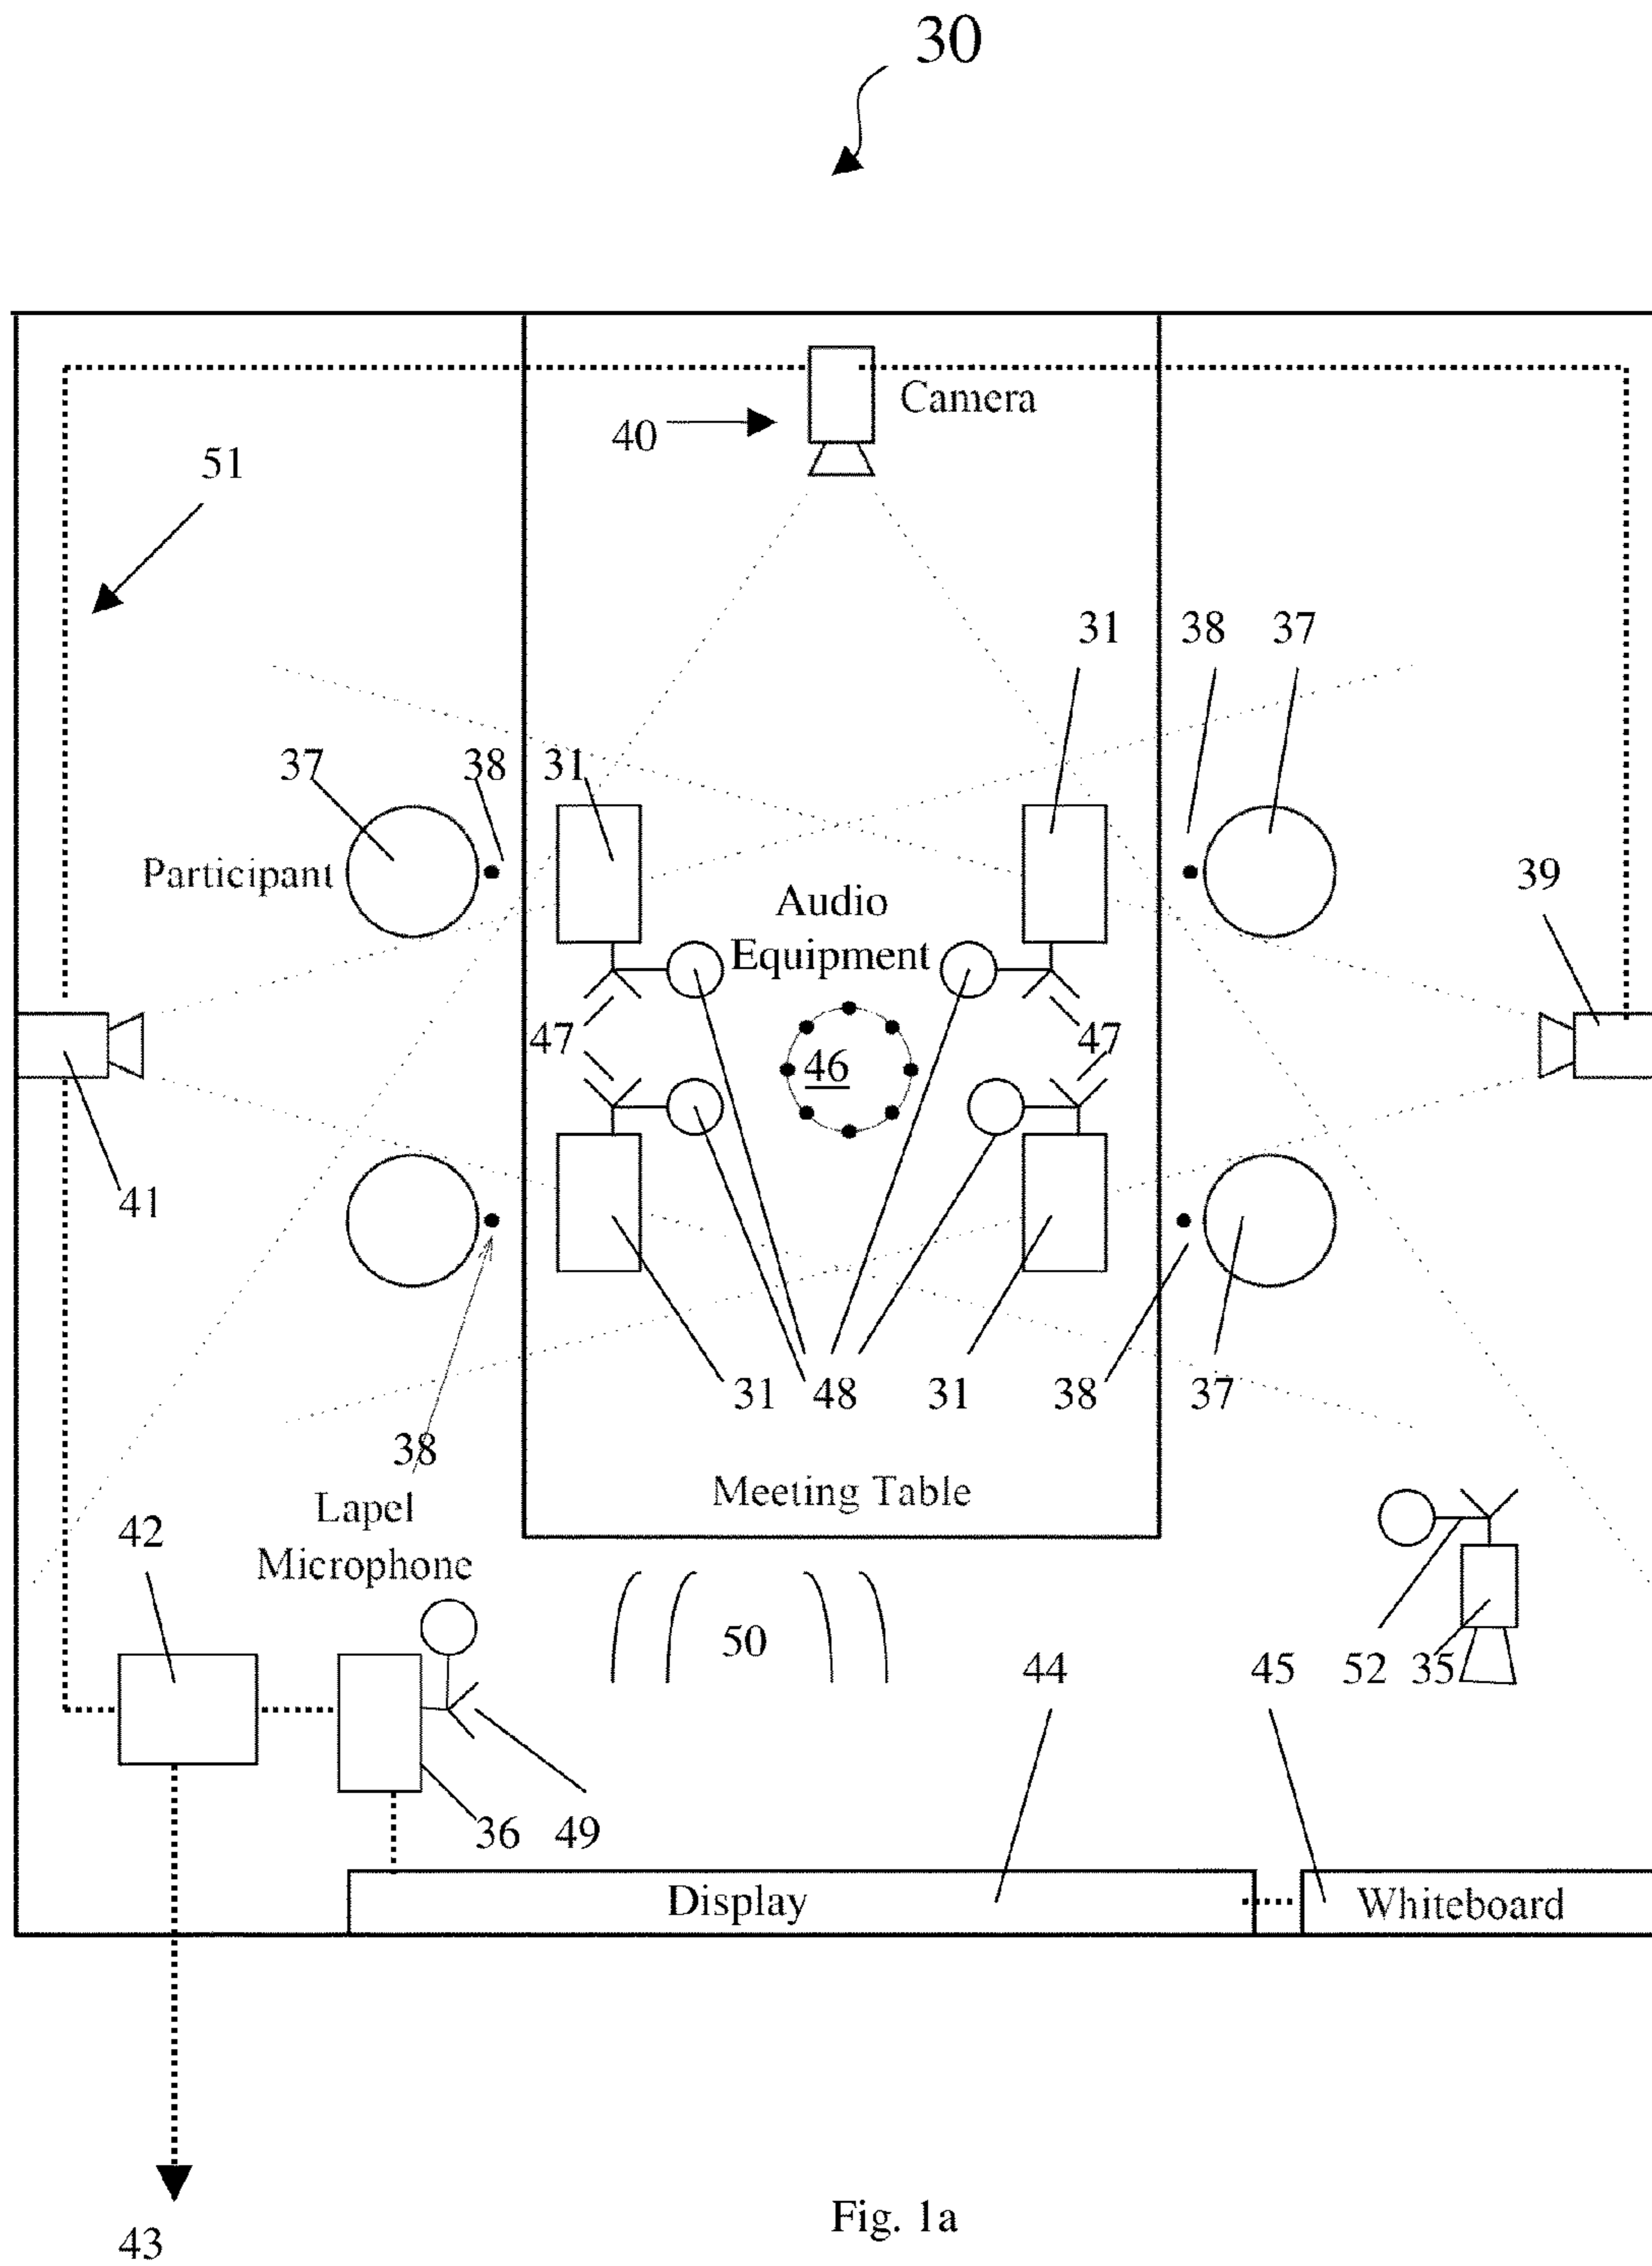 30
Camera
40
51
31 38 37
37 38 31
Participant
39
Audio
Equipment
47
47
46
41
31 48 31 38 37
38
Meeting Table
Lapel
Microphone
42
50
44 45 52 35
36 49
Display
Whiteboard
43
Fig. 1a